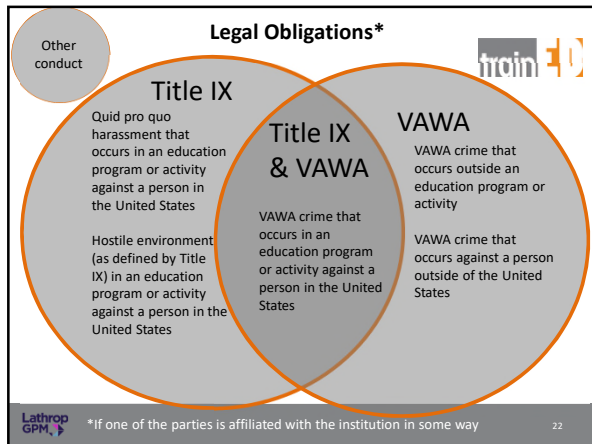 Legal Obligations*
Other
conduct
trainED
Title IX
Quid pro quo
harassment that
occurs in an education
program or activity
against a person in
the United States
Hostile environment
(as defined by Title
IX) in an education
program or activity
against a person in the
United States
Title IX
& VAWA
VAWA crime that
occurs in an
education program
or activity against a
person in the United
States
VAWA
VAWA crime that
occurs outside an
education program or
activity
VAWA crime that
occurs against a person
outside of the United
States
Lathrop
GPM
*If one of the parties is affiliated with the institution in some way
22